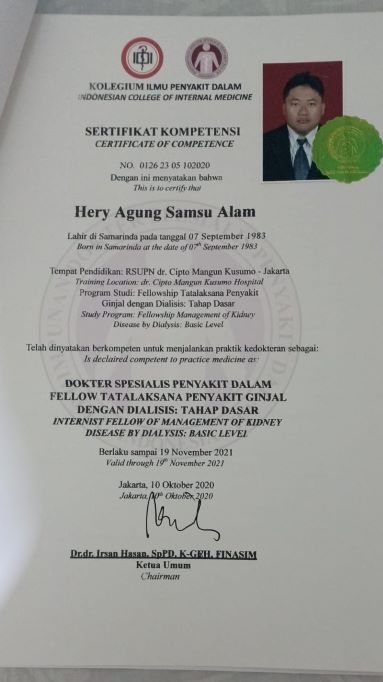 KOLEGIUM ILMU PENYAKIT DALAM
INDONESIAN COLLEGE OF INTERNAL MEDICINE
SERTIFIKAT KOMPETENSI
CERTIFICATE OF COMPETENCE
NO. 0126 23 05 102020
Dengan ini menyatakan bahwa
This is to certify that
Hery Agung Samsu Alam
Lahir di Samarinda pada tanggal 07 September 1983
Born in Samarinda at the date of 07th September 1983
Tempat Pendidikan: RSUPN dr. Cipto Mangun Kusumo - Jakarta
Training Location: dr. Cipto Mangun Kusumo Hospital
Program Studi: Fellowship Tatalaksana Penyakit
Ginjal dengan Dialisis: Tahap Dasar
Study Program: Fellowship Management of Kidney
Disease by Dialysis: Basic Level
Telah dinyatakan berkompeten untuk menjalankan praktik kedokteran sebagai:
Is declaired competent to practice medicine as:
DOKTER SPESIALIS PENYAKIT DALAM
FELLOW TATALAKSANA PENYAKIT GINJAL
DENGAN DIALISIS: TAHAP DASAR
INTERNIST FELLOW OF MANAGEMENT OF KIDNEY
DISEASE BY DIALYSIS: BASIC LEVEL
Berlaku sampai 19 November 2021
Valid through 19th November 2021
Jakarta, 10 Oktober 2020
Jakarta, 10th Oktober 2020
Dr.dr. Irsan Hasan, SpPD, K-GEH, FINASIM
Ketua Umum
Chairman